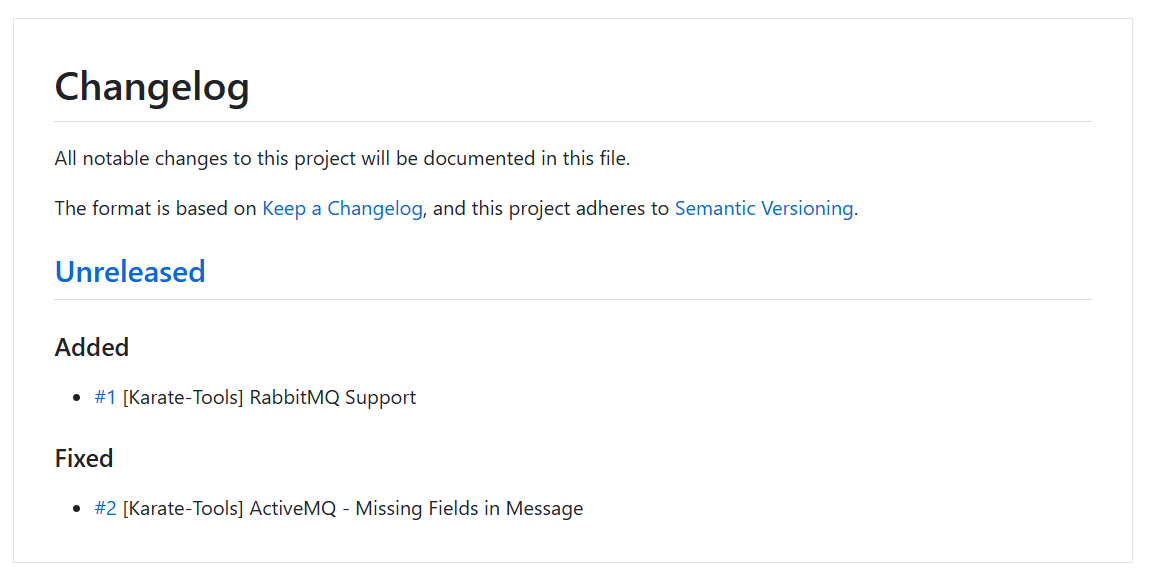 Changelog
All notable changes to this project will be documented in this file.
The format is based on Keep a Changelog, and this project adheres to Semantic Versioning.
Unreleased
Added
#1 [Karate-Tools] RabbitMQ Support
Fixed
#2 [Karate-Tools] ActiveMQ - Missing Fields in Message